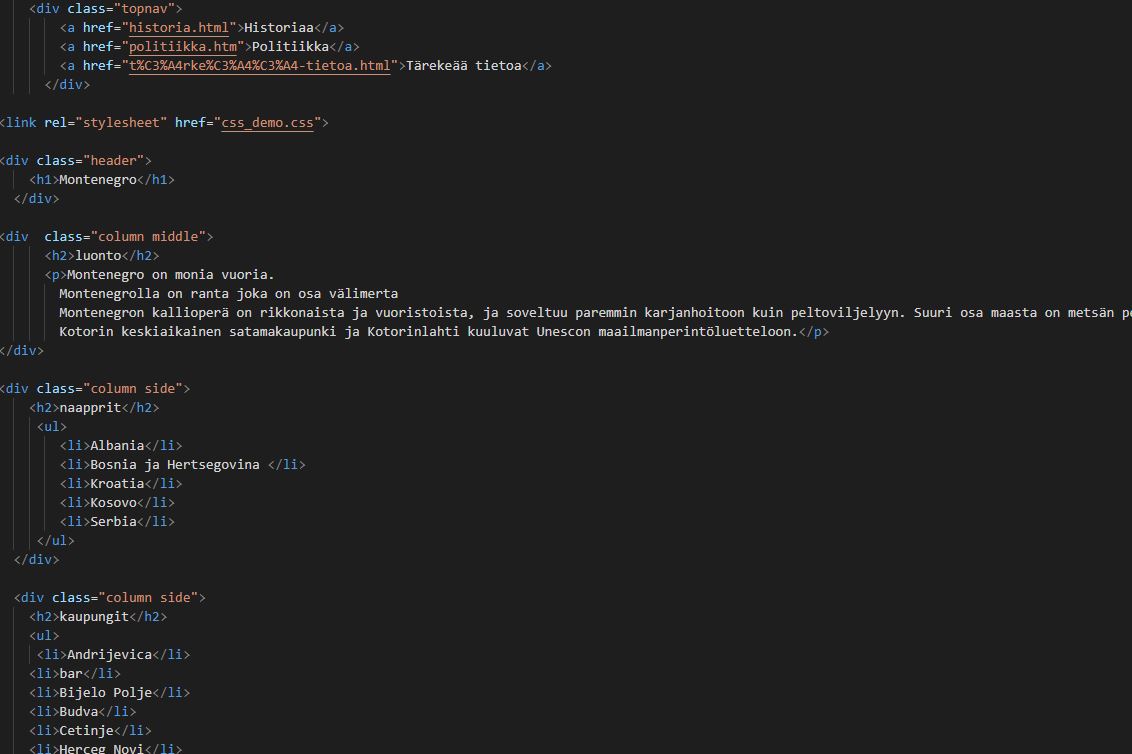 <div class="topnav">
<a href="historia.html">Historiaa</a>
<a href="politiikka.htm">Politiikka</a>
<a href="t%C3%A4rke%C3%A4%C3%A4-tietoa.html">Tärekeää tietoa</a>
</div>
<link rel="stylesheet" href="css_demo.css">
<div class="header">
<h1>Montenegro</h1>
</div>
<div  class="column middle">
<h2>luonto</h2>
<p>Montenegro on monia vuoria.
Montenegrolla on ranta joka on osa välimerta
Montenegron kallioperä on rikkonaista ja vuoristoista, ja soveltuu paremmin karjanhoitoon kuin peltoviljelyyn. Suuri osa maasta on metsän
Kotorin keskiaikainen satamakaupunki ja Kotorinlahti kuuluvat Unescon maailmanperintöluetteloon.</p>
</div>
<div class="column side">
<h2>naapprit</h2>
<ul>
<li>Albania</li>
<li>Bosnia ja Hertsegovina </li>
<li>Kroatia</li>
<li>Kosovo</li>
<li>Serbia</li>
</ul>
</div>
<div class="column side">
<h2>kaupungit</h2>
<ul>
<li>Andrijevica</li>
<li>bar</li>
<li>Bijelo Polje</li>
<li>Budva</li>
<li>Cetinje</li>
<li>Herceg Novi</li>